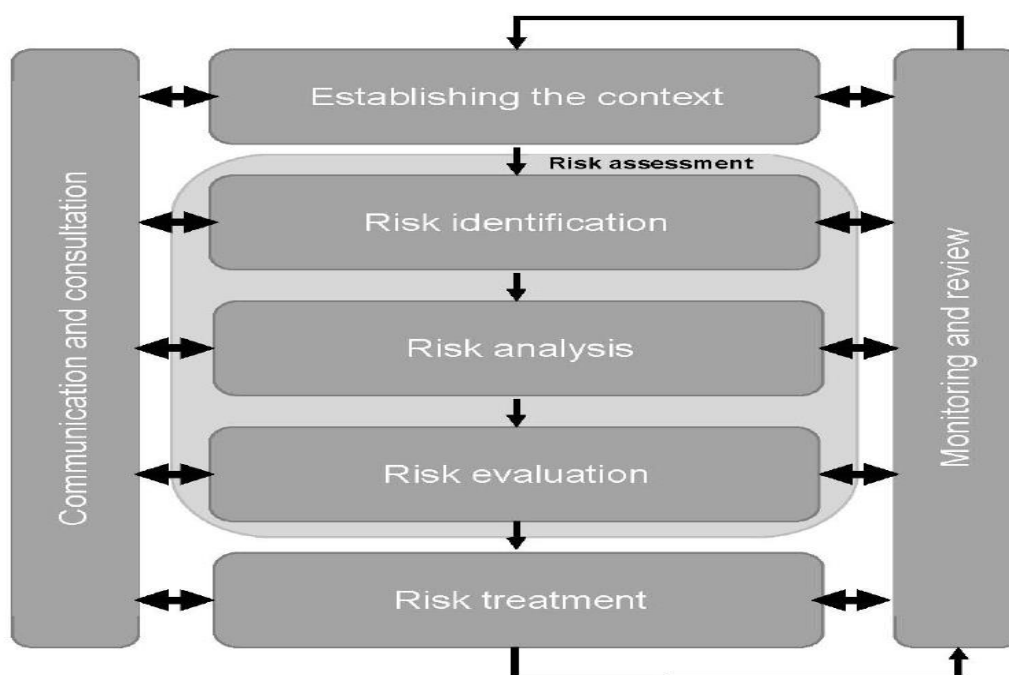 Establishing the context
Risk assessment
Risk identification
Risk analysis
Risk evaluation
Risk treatment
Communication and consultation
Monitoring and review